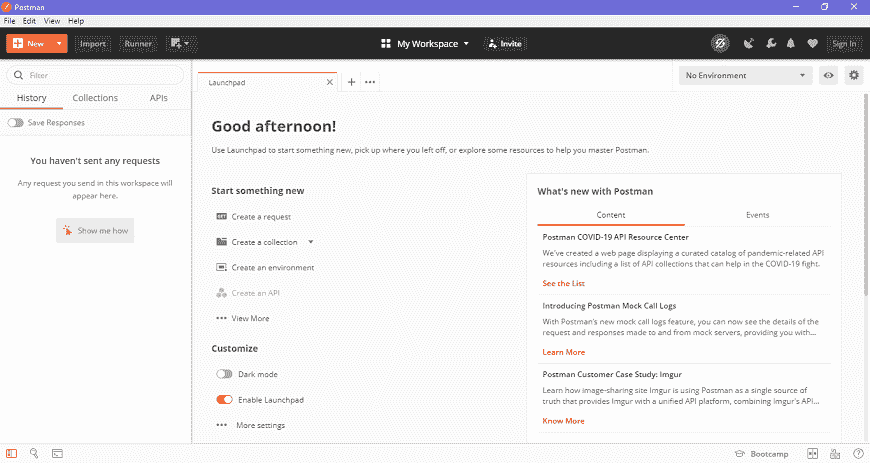 Postman
File Edit View Help
New Import Runner My Workspace Invite Sign In
Filter
History Collections APIs
Save Responses
You haven't sent any requests
Any request you send in this workspace will
appear here.
Show me how
Launchpad
No Environment
Good afternoon!
Use Launchpad to start something new, pick up where you left off, or explore some resources to help you master Postman.
Start something new
GET Create a request
Create a collection
Create an environment
Create an API
View More
Customize
Dark mode
Enable Launchpad
More settings
What's new with Postman
Content Events
Postman COVID-19 API Resource Center
We've created a web page displaying a curated catalog of pandemic-related API
resources including a list of API collections that can help in the COVID-19 fight.
See the List
Introducing Postman Mock Call Logs
With Postman's new mock call logs feature, you can now see the details of the
request and responses made to and from mock servers, providing you with...
Learn More
Postman Customer Case Study: Imgur
Learn how image-sharing site Imgur is using Postman as a single source of
truth that provides Imgur with a unified API platform, combining Imgur's API...
Know More
Bootcamp